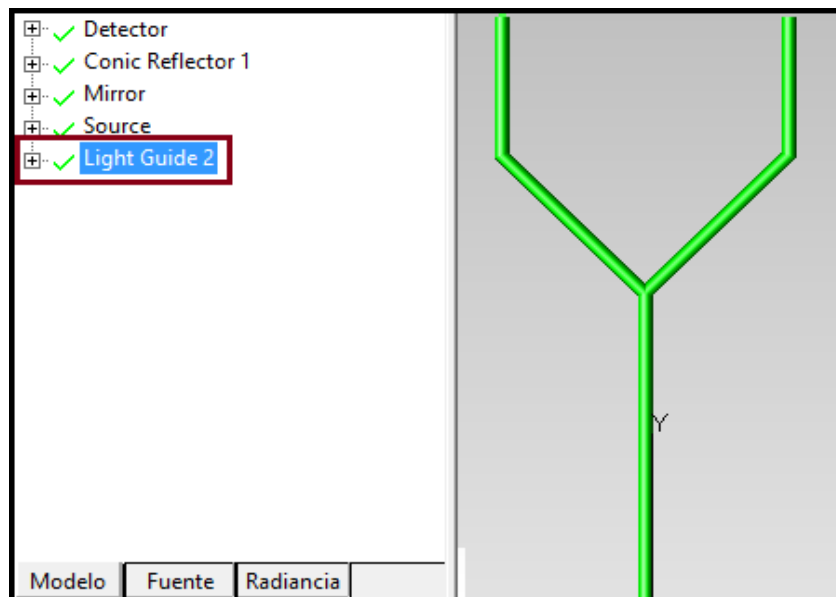 Detector
Conic Reflector 1
Mirror
Source
Light Guide 2
Y
Modelo Fuente Radiancia